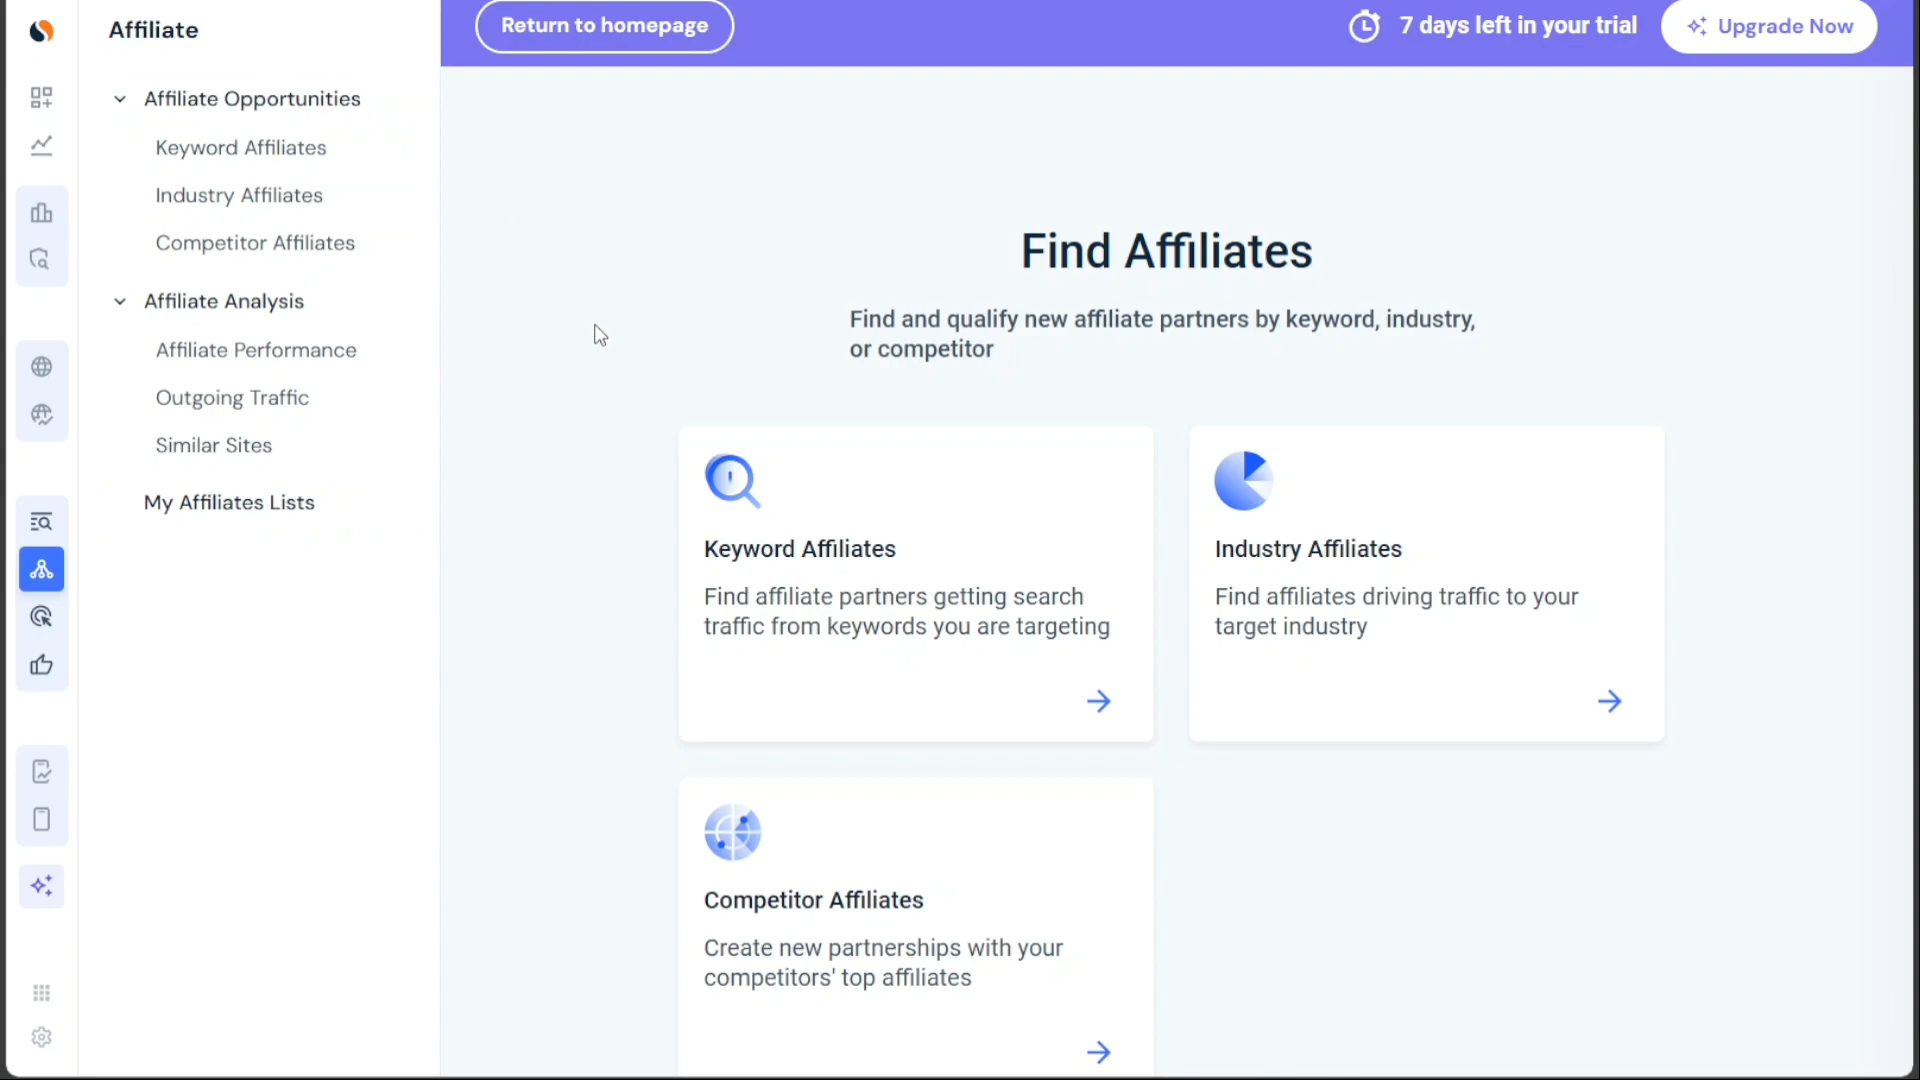 Affiliate
Affiliate Opportunities
Keyword Affiliates
Industry Affiliates
Competitor Affiliates
Affiliate Analysis
Affiliate Performance
Outgoing Traffic
Similar Sites
My Affiliates Lists
Return to homepage
7 days left in your trial
Upgrade Now
Find Affiliates
Find and qualify new affiliate partners by keyword, industry,
or competitor
Keyword Affiliates
Find affiliate partners getting search
traffic from keywords you are targeting
Industry Affiliates
Find affiliates driving traffic to your
target industry
Competitor Affiliates
Create new partnerships with your
competitors' top affiliates